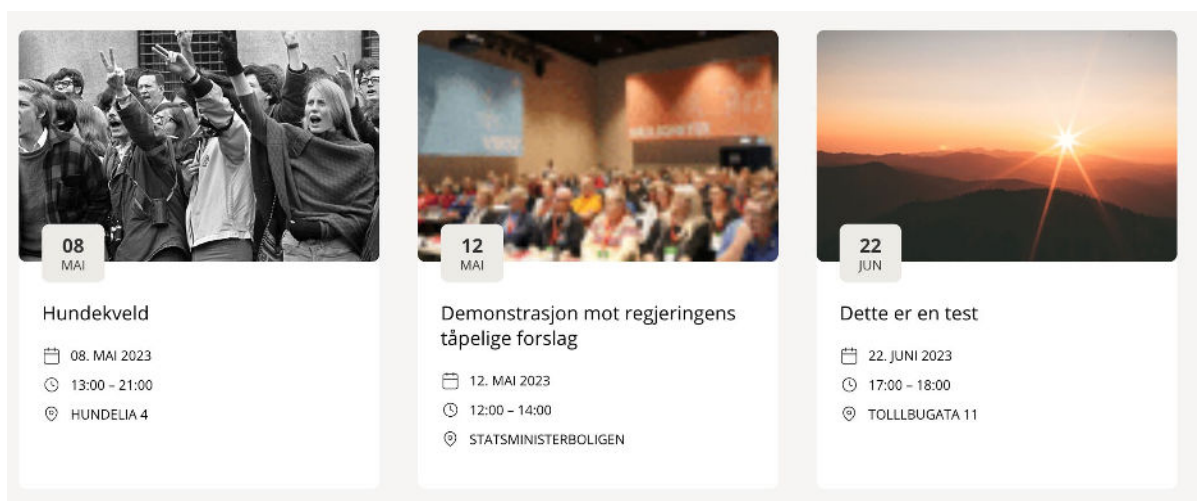 08
MAI
Hundekveld
08. MAI 2023
13:00 – 21:00
HUNDELIA 4
12
MAI
Demonstrasjon mot regjeringens
tåpelige forslag
12. MAI 2023
12:00 – 14:00
STATSMINISTERBOLIGEN
22
JUN
Dette er en test
22. JUNI 2023
17:00 – 18:00
TOLLLBUGATA 11